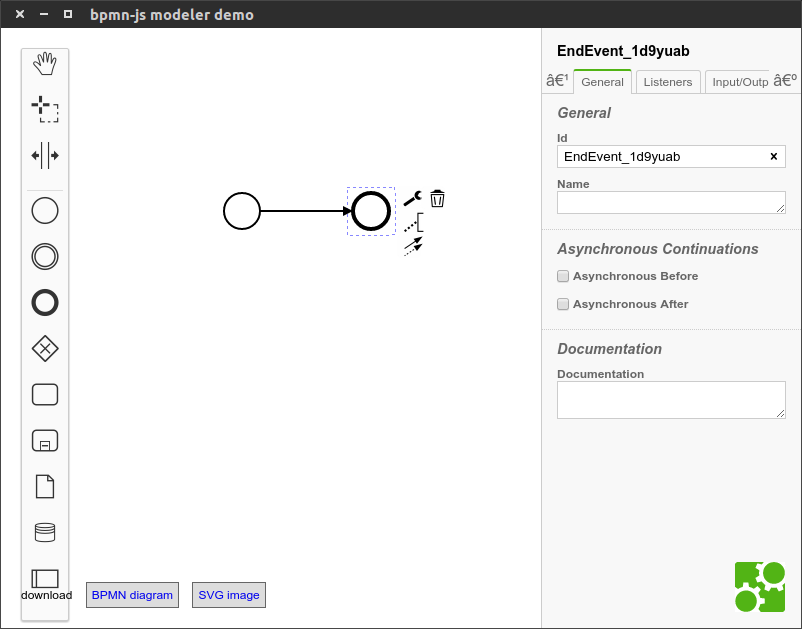 bpmn-js modeler demo
EndEvent_1d9yuab
â€¹ General Listeners Input/Outp â€º
General
Id
EndEvent_1d9yuab ×
Name
Asynchronous Continuations
Asynchronous Before
Asynchronous After
Documentation
Documentation
download BPMN diagram SVG image